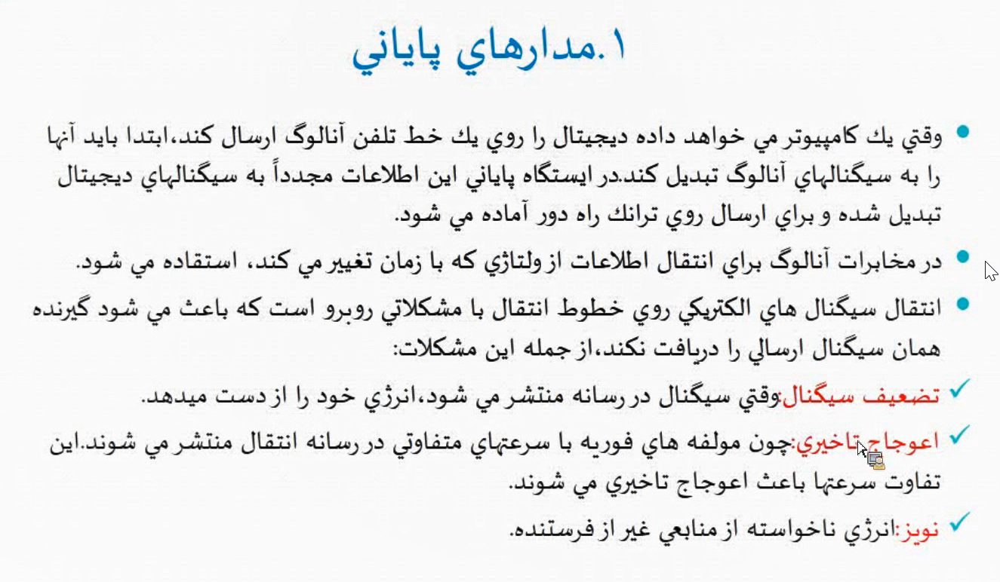 ۱.مدارهاي پاياني
وقتي يك كامپيوتر مي خواهد داده ديجيتال را روي يك خط تلفن آنالوگ ارسال كند،ابتدا بايد آنها
را به سيگنالهاي آنالوگ تبديل كند.در ايستگاه پاياني اين اطلاعات مجدداً به سيگنالهاي ديجيتال
تبديل شده و براي ارسال روي ترانك راه دور آماده مي شود.
در مخابرات آنالوگ براي انتقال اطلاعات از ولتاژي كه با زمان تغيير مي كند، استقاده مي شود.
انتقال سيگنال هاي الكتريكي روي خطوط انتقال با مشكلاتي روبرو است كه باعث مي شود گيرنده
همان سيگنال ارسالي را دريافت نكند،از جمله اين مشكلات:
تضعيف سيگنال:وقتي سيگنال در رسانه منتشر مي شود،انرژي خود را از دست ميدهد.
اعوجاج تاخيري:چون مولفه هاي فوريه با سرعتهاي متفاوتي در رسانه انتقال منتشر مي شوند.اين
تفاوت سرعتها باعث اعوجاج تاخيري مي شوند.
نويز:انرژي ناخواسته از منابعي غير از فرستنده.